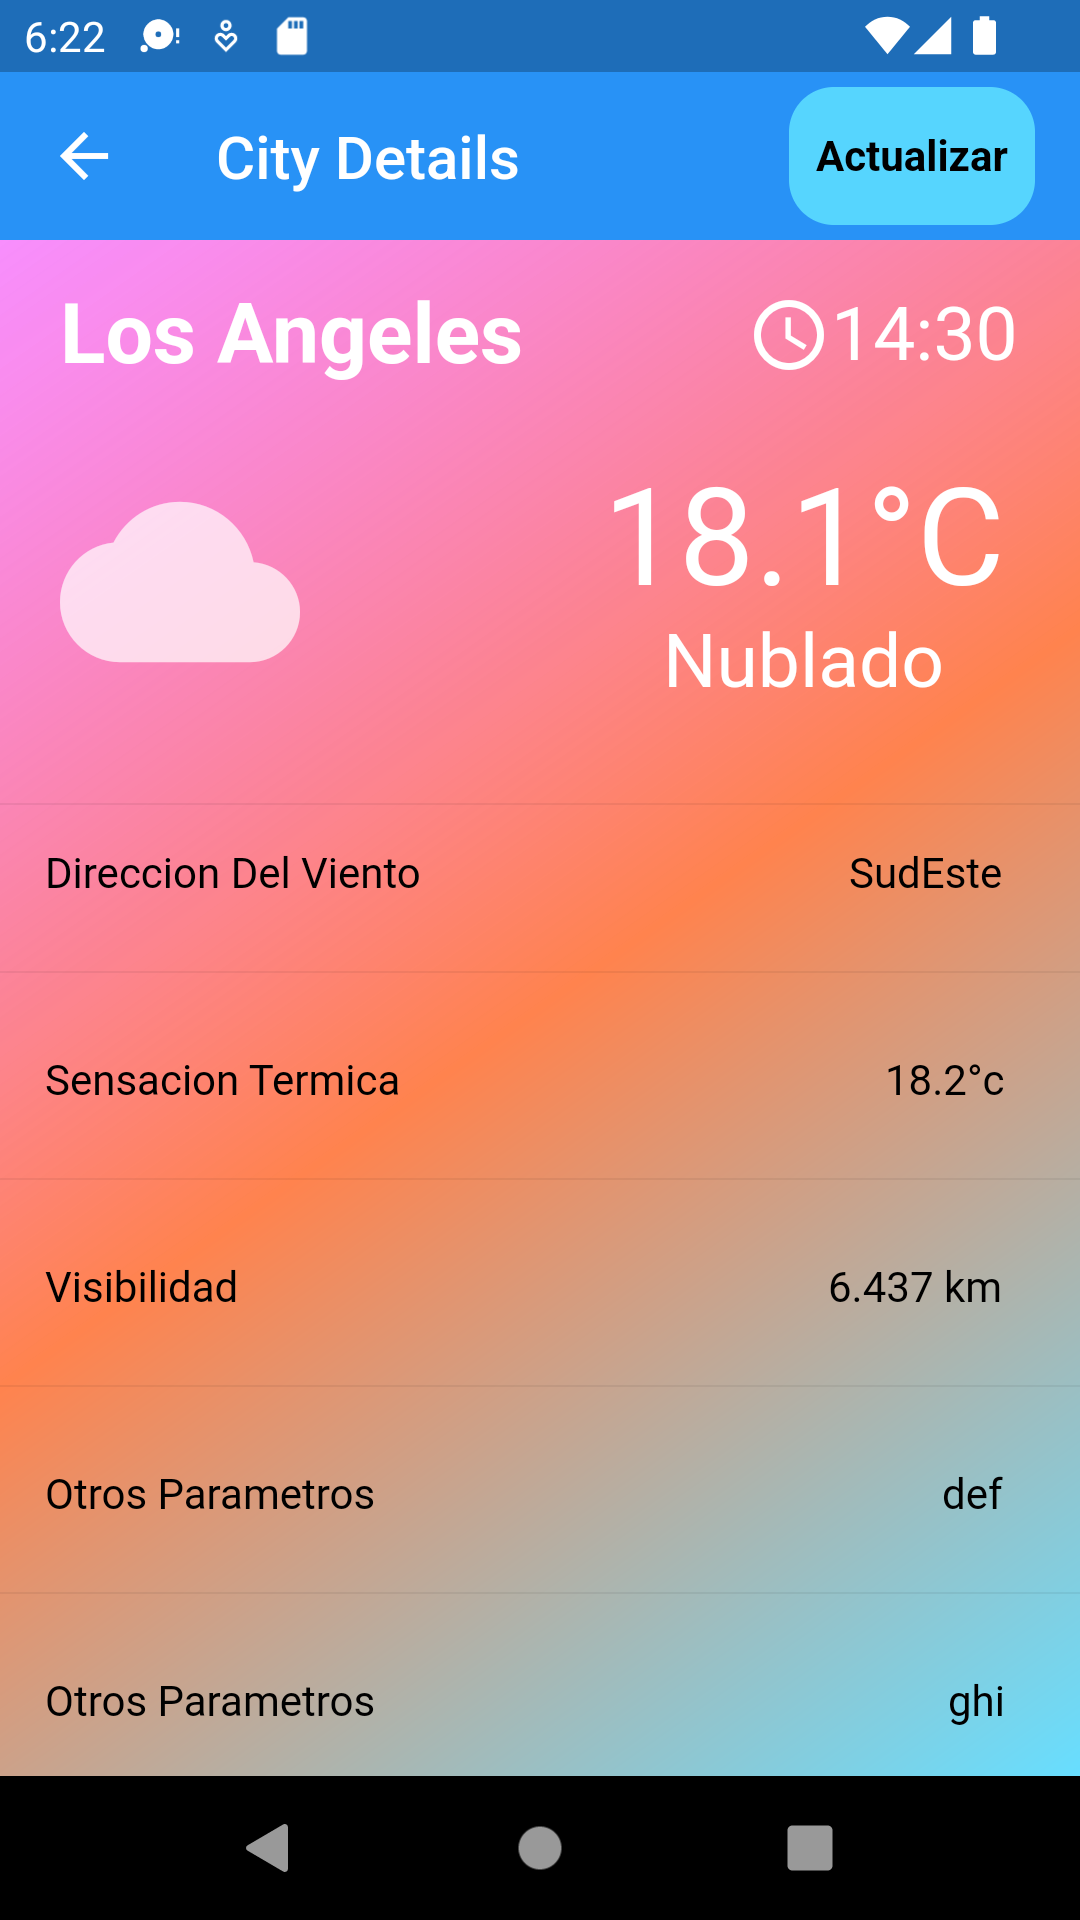 6:22
City Details
Actualizar
Los Angeles
14:30
18.1°C
Nublado
Direccion Del Viento
SudEste
Sensacion Termica
18.2°c
Visibilidad
6.437 km
Otros Parametros
def
Otros Parametros
ghi